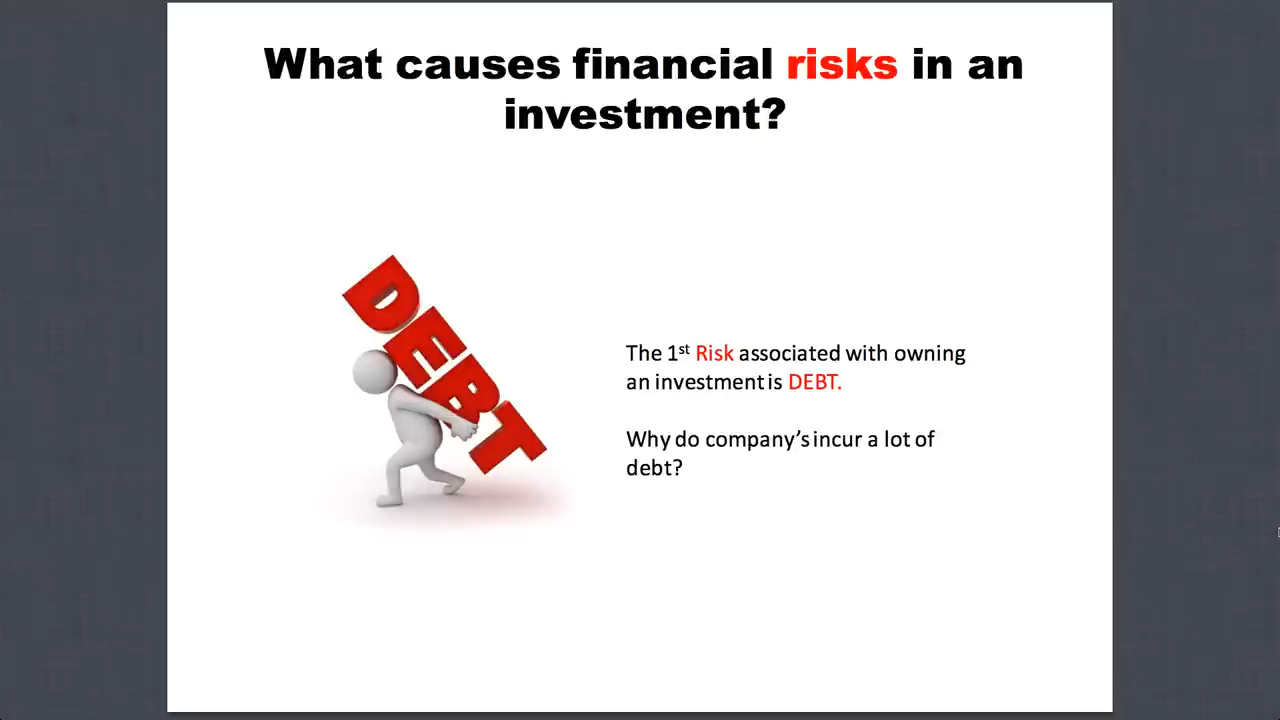 What causes financial risks in an
investment?
DEBT
The 1st Risk associated with owning
an investment is DEBT.
Why do company's incur a lot of
debt?